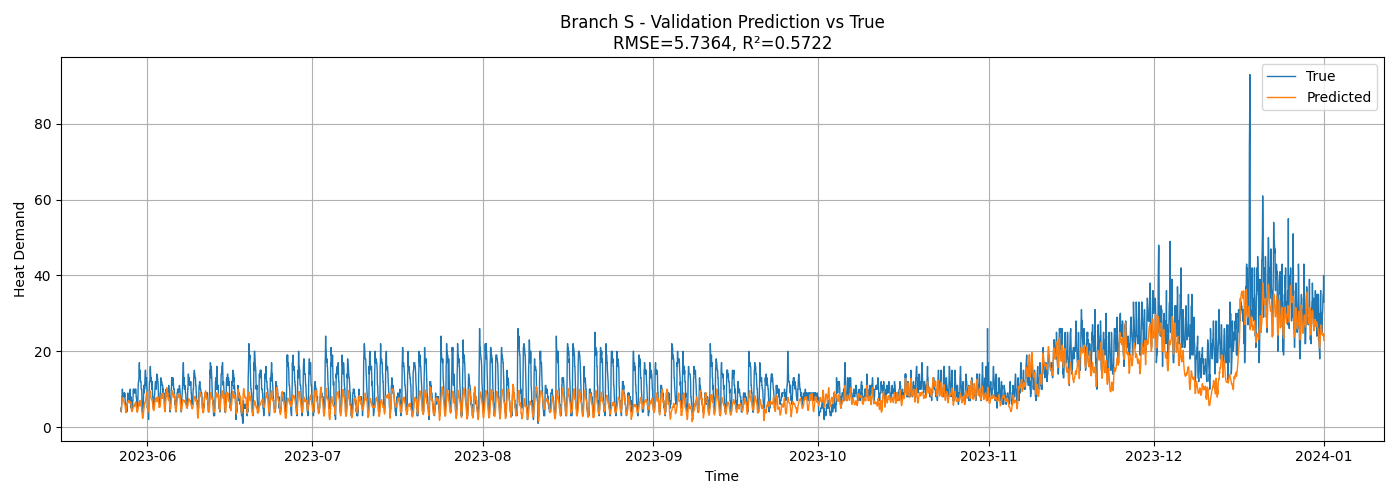 Branch S - Validation Prediction vs True
RMSE=5.7364, R²=0.5722
True
Predicted
Heat Demand
80
60
40
20
0
2023-06 2023-07 2023-08 2023-09 2023-10 2023-11 2023-12 2024-01
Time